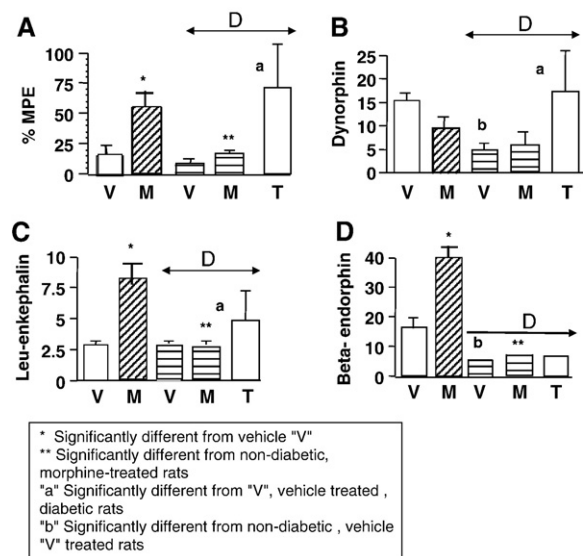 A
D
% MPE
100
75
50
25
0
*
**
a
V M V M T
B
D
Dynorphin
25
20
15
10
5
0
b
a
V M V M T
C
D
Leu-enkephalin
10
7.5
5
2.5
0
*
**
a
V M V M T
D
D
Beta- endorphin
40
30
20
10
0
*
b
**
V M V M T
* Significantly different from vehicle "V"
** Significantly different from non-diabetic,
morphine-treated rats
"a" Significantly different from "V", vehicle treated ,
diabetic rats
"b" Significantly different from non-diabetic , vehicle
"V" treated rats